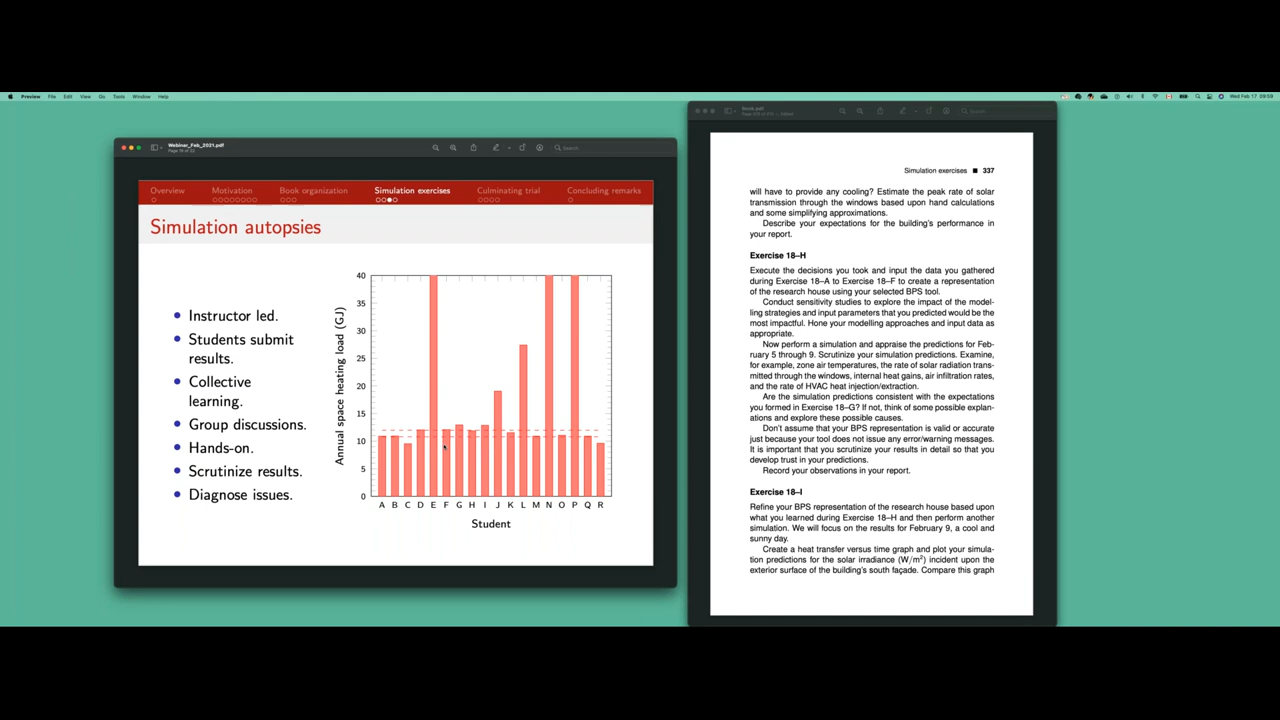 Preview File Edit View Go Tools Window Help
Wed Feb 17 09:59
Webinar_Feb_2021.pdf
Search
Overview Motivation Book organization Simulation exercises Culminating trial Concluding remarks
Simulation autopsies
Instructor led.
Students submit
results.
Collective
learning.
Group discussions.
Hands-on.
Scrutinize results.
Diagnose issues.
Annual space heating load (GJ)
40
35
30
25
20
15
10
5
0
A B C D E F G H I J K L M N O P Q R
Student
Search
Simulation exercises ■ 337
will have to provide any cooling? Estimate the peak rate of solar
transmission through the windows based upon hand calculations
and some simplifying approximations.
Describe your expectations for the building's performance in
your report.
Exercise 18–H
Execute the decisions you took and input the data you gathered
during Exercise 18–A to Exercise 18–F to create a representation
of the research house using your selected BPS tool.
Conduct sensitivity studies to explore the impact of the model-
ling strategies and input parameters that you predicted would be the
most impactful. Hone your modelling approaches and input data as
appropriate.
Now perform a simulation and appraise the predictions for Feb-
ruary 5 through 9. Scrutinize your simulation predictions. Examine,
for example, zone air temperatures, the rate of solar radiation trans-
mitted through the windows, internal heat gains, air infiltration rates,
and the rate of HVAC heat injection/extraction.
Are the simulation predictions consistent with the expectations
you formed in Exercise 18–G? If not, think of some possible explan-
ations and explore these possible causes.
Don't assume that your BPS representation is valid or accurate
just because your tool does not issue any error/warning messages.
It is important that you scrutinize your results in detail so that you
develop trust in your predictions.
Record your observations in your report.
Exercise 18–I
Refine your BPS representation of the research house based upon
what you learned during Exercise 18–H and then perform another
simulation. We will focus on the results for February 9, a cool and
sunny day.
Create a heat transfer versus time graph and plot your simula-
tion predictions for the solar irradiance (W/m²) incident upon the
exterior surface of the building's south façade. Compare this graph